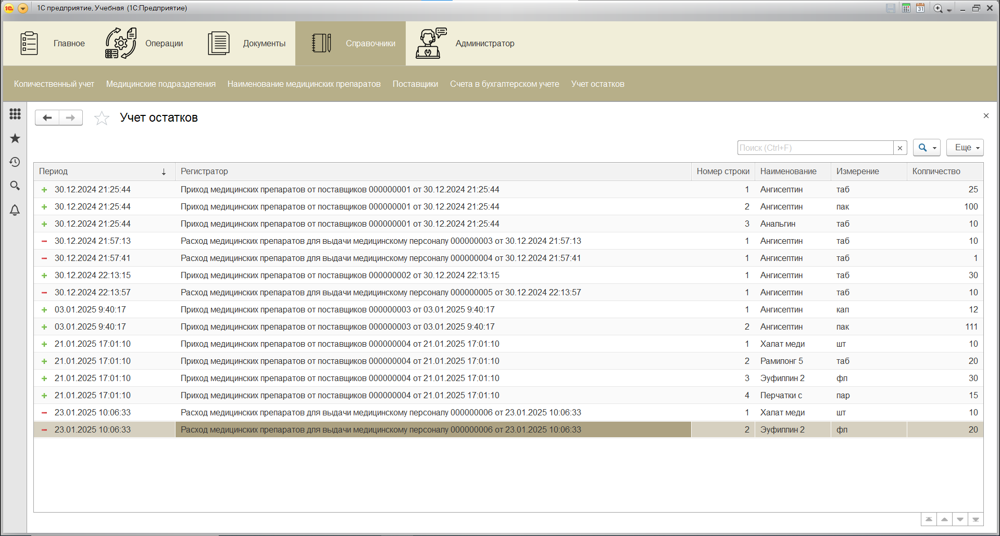 1С предприятие, Учебная (1С:Предприятие)
Главное Операции Документы Справочники Администратор
Количественный учет Медицинские подразделения Наименование медицинских препаратов Поставщики Счета в бухгалтерском учете Учет остатков
Учет остатков
Поиск (Ctrl+F) Еще
Период Регистратор Номер строки Наименование Измерение Колличество
30.12.2024 21:25:44 Приход медицинских препаратов от поставщиков 000000001 от 30.12.2024 21:25:44 1 Ангисептин таб 25
30.12.2024 21:25:44 Приход медицинских препаратов от поставщиков 000000001 от 30.12.2024 21:25:44 2 Ангисептин пак 100
30.12.2024 21:25:44 Приход медицинских препаратов от поставщиков 000000001 от 30.12.2024 21:25:44 3 Анальгин таб 10
30.12.2024 21:57:13 Расход медицинских препаратов для выдачи медицинскому персоналу 000000003 от 30.12.2024 21:57:13 1 Ангисептин таб 10
30.12.2024 21:57:41 Расход медицинских препаратов для выдачи медицинскому персоналу 000000004 от 30.12.2024 21:57:41 1 Ангисептин таб 1
30.12.2024 22:13:15 Приход медицинских препаратов от поставщиков 000000002 от 30.12.2024 22:13:15 1 Ангисептин таб 30
30.12.2024 22:13:57 Расход медицинских препаратов для выдачи медицинскому персоналу 000000005 от 30.12.2024 22:13:57 1 Ангисептин таб 10
03.01.2025 9:40:17 Приход медицинских препаратов от поставщиков 000000003 от 03.01.2025 9:40:17 1 Ангисептин кап 12
03.01.2025 9:40:17 Приход медицинских препаратов от поставщиков 000000003 от 03.01.2025 9:40:17 2 Ангисептин пак 111
21.01.2025 17:01:10 Приход медицинских препаратов от поставщиков 000000004 от 21.01.2025 17:01:10 1 Халат меди шт 10
21.01.2025 17:01:10 Приход медицинских препаратов от поставщиков 000000004 от 21.01.2025 17:01:10 2 Рамилонг 5 таб 20
21.01.2025 17:01:10 Приход медицинских препаратов от поставщиков 000000004 от 21.01.2025 17:01:10 3 Эуфиллин 2 фл 30
21.01.2025 17:01:10 Приход медицинских препаратов от поставщиков 000000004 от 21.01.2025 17:01:10 4 Перчатки с пар 15
23.01.2025 10:06:33 Расход медицинских препаратов для выдачи медицинскому персоналу 000000006 от 23.01.2025 10:06:33 1 Халат меди шт 10
23.01.2025 10:06:33 Расход медицинских препаратов для выдачи медицинскому персоналу 000000006 от 23.01.2025 10:06:33 2 Эуфиллин 2 фл 20